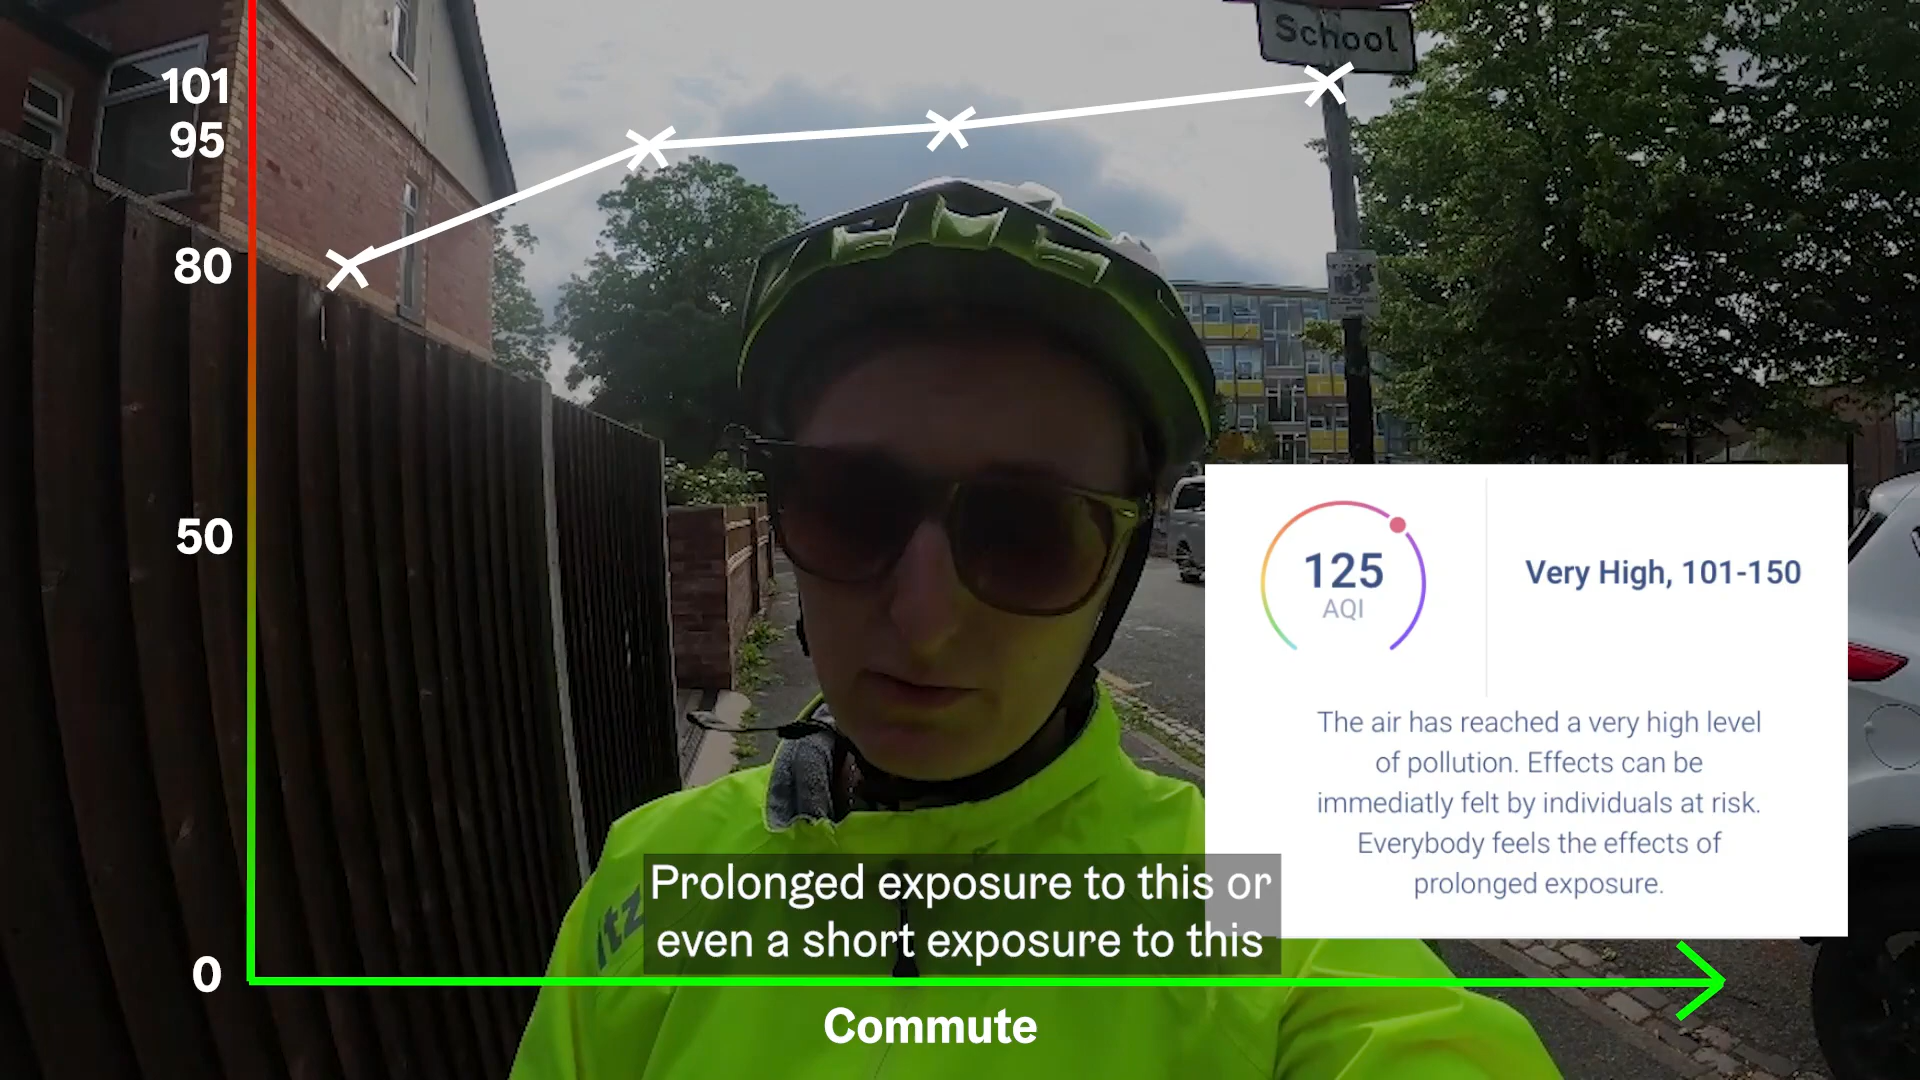 School
101
95
80
50
0
125
AQI
Very High, 101-150
The air has reached a very high level
of pollution. Effects can be
immediatly felt by individuals at risk.
Everybody feels the effects of
prolonged exposure.
itz
Prolonged exposure to this or
even a short exposure to this
Commute